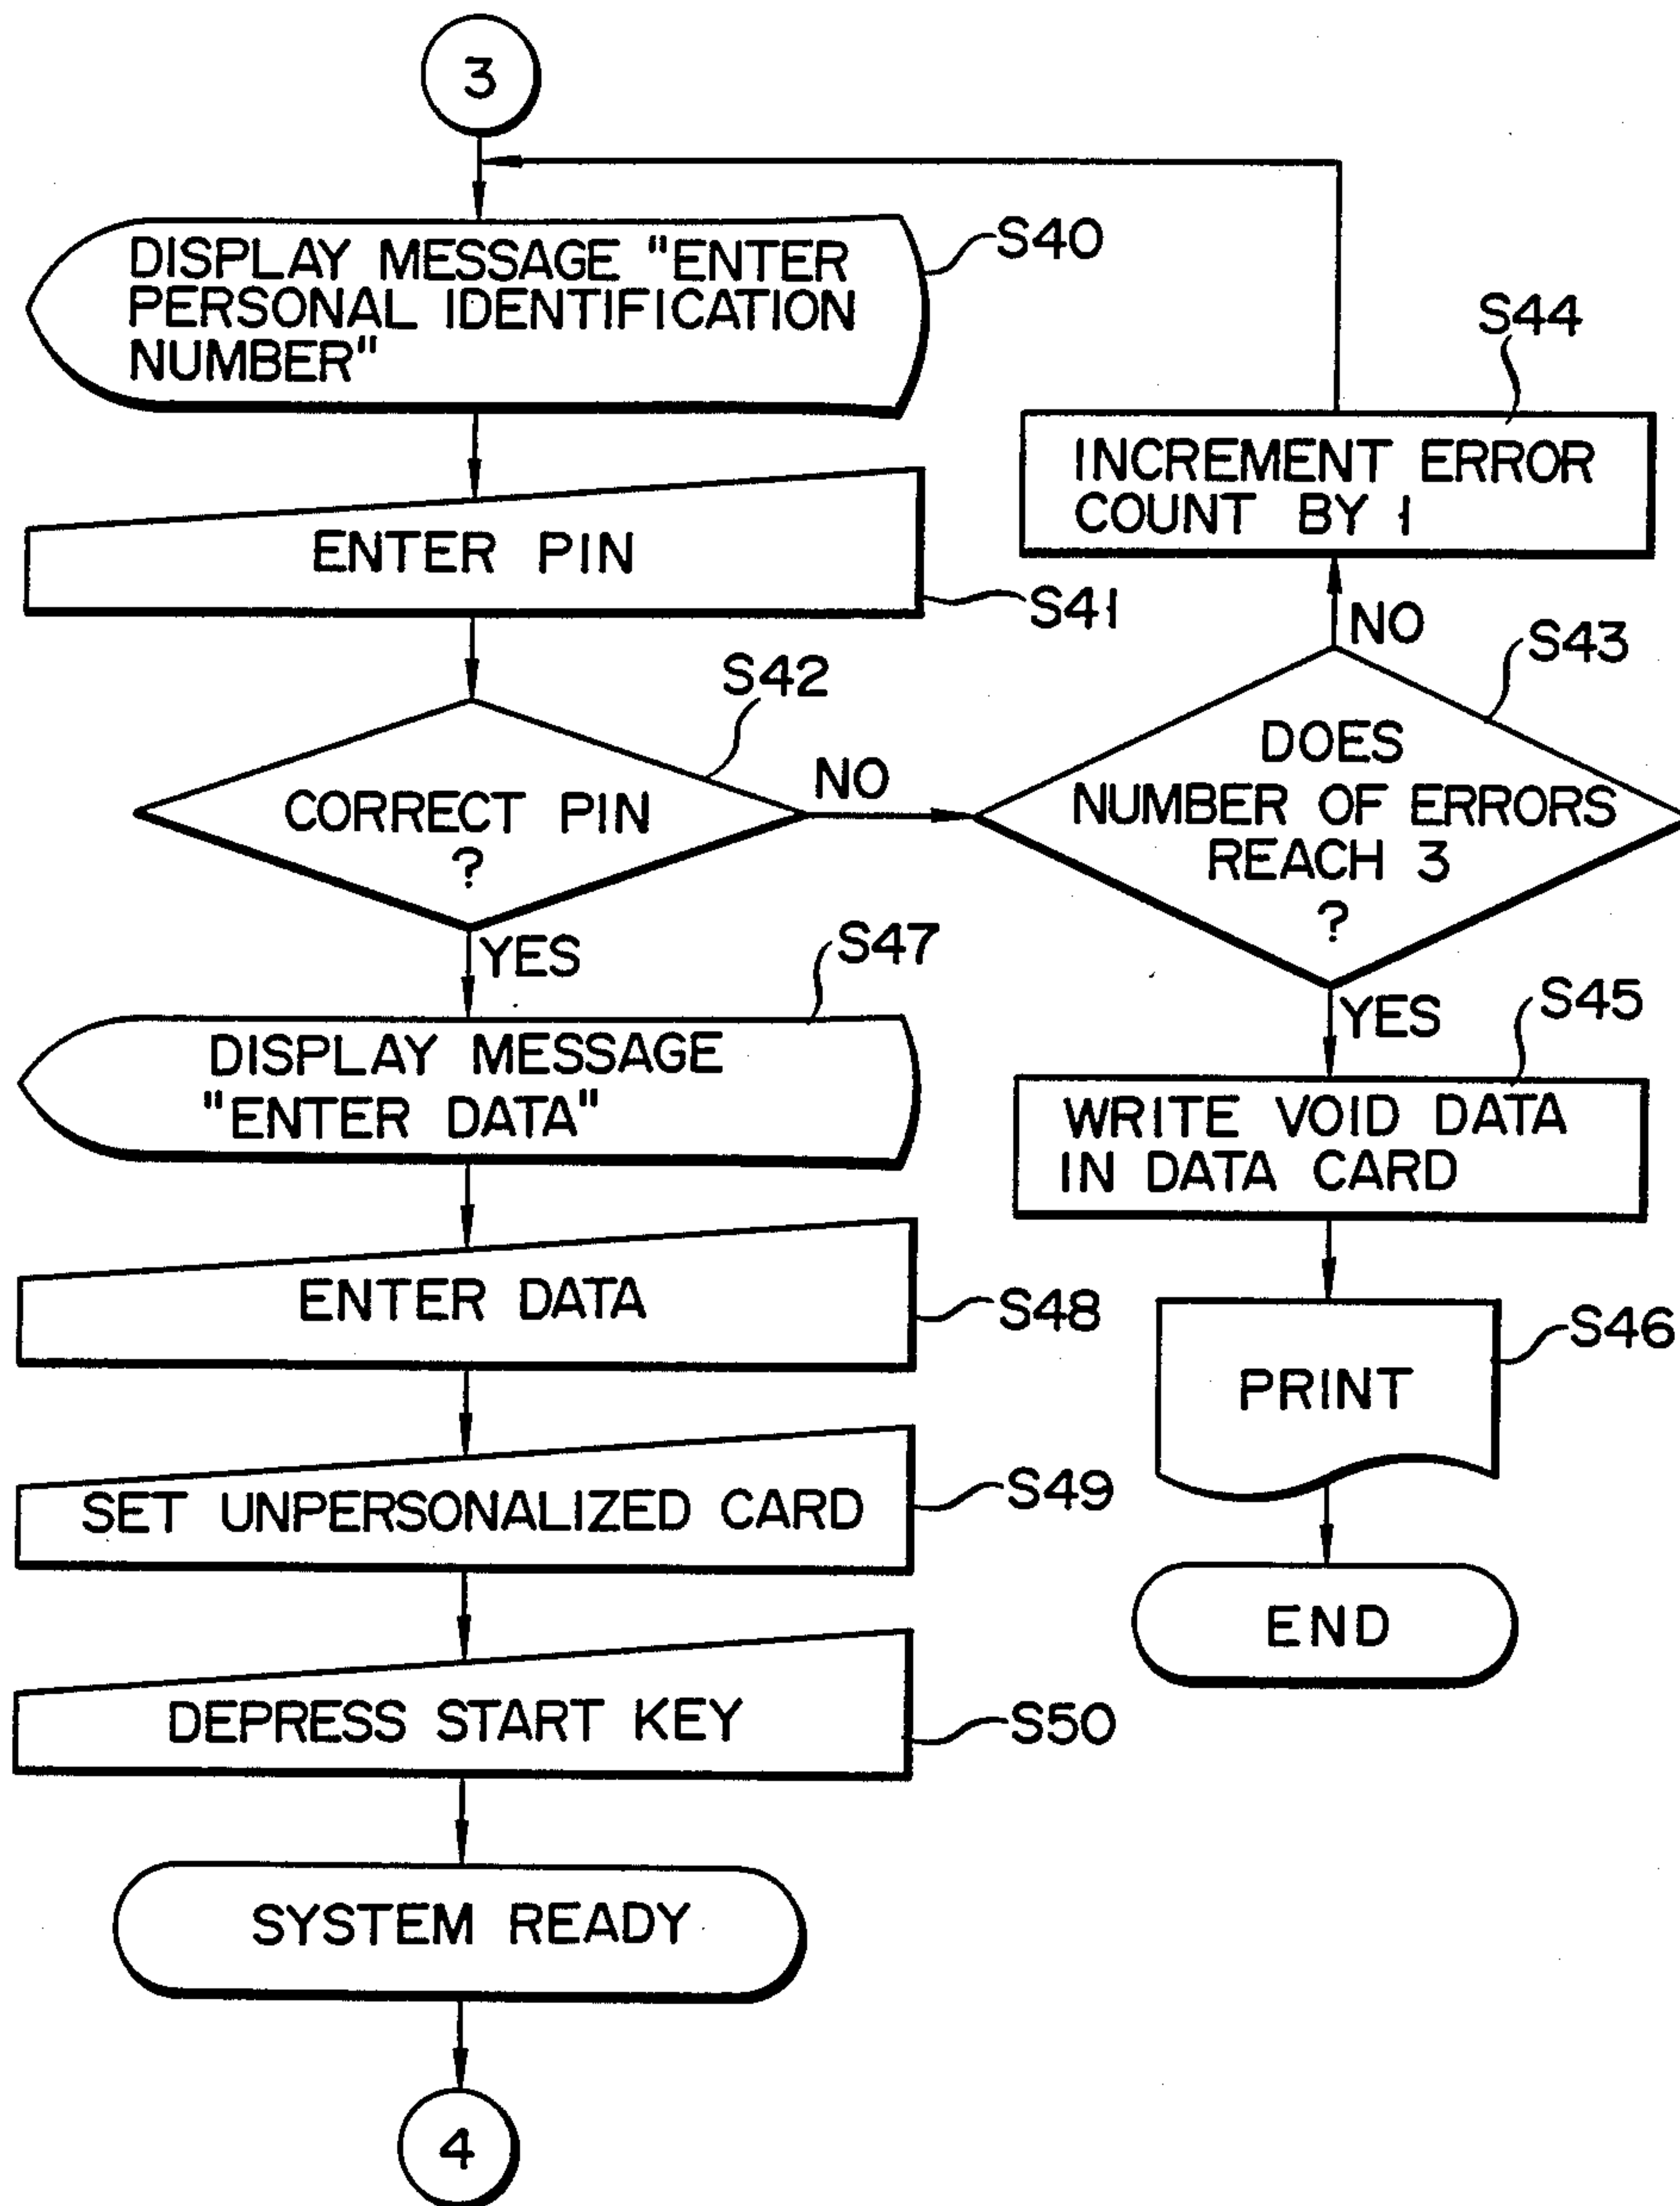 3
DISPLAY MESSAGE "ENTER
PERSONAL IDENTIFICATION
NUMBER"
S40
ENTER PIN
S41
CORRECT PIN
?
S42
NO
YES
DOES
NUMBER OF ERRORS
REACH 3
?
S43
NO
INCREMENT ERROR
COUNT BY 1
S44
YES
WRITE VOID DATA
IN DATA CARD
S45
PRINT
S46
END
DISPLAY MESSAGE
"ENTER DATA"
S47
ENTER DATA
S48
SET UNPERSONALIZED CARD
S49
DEPRESS START KEY
S50
SYSTEM READY
4